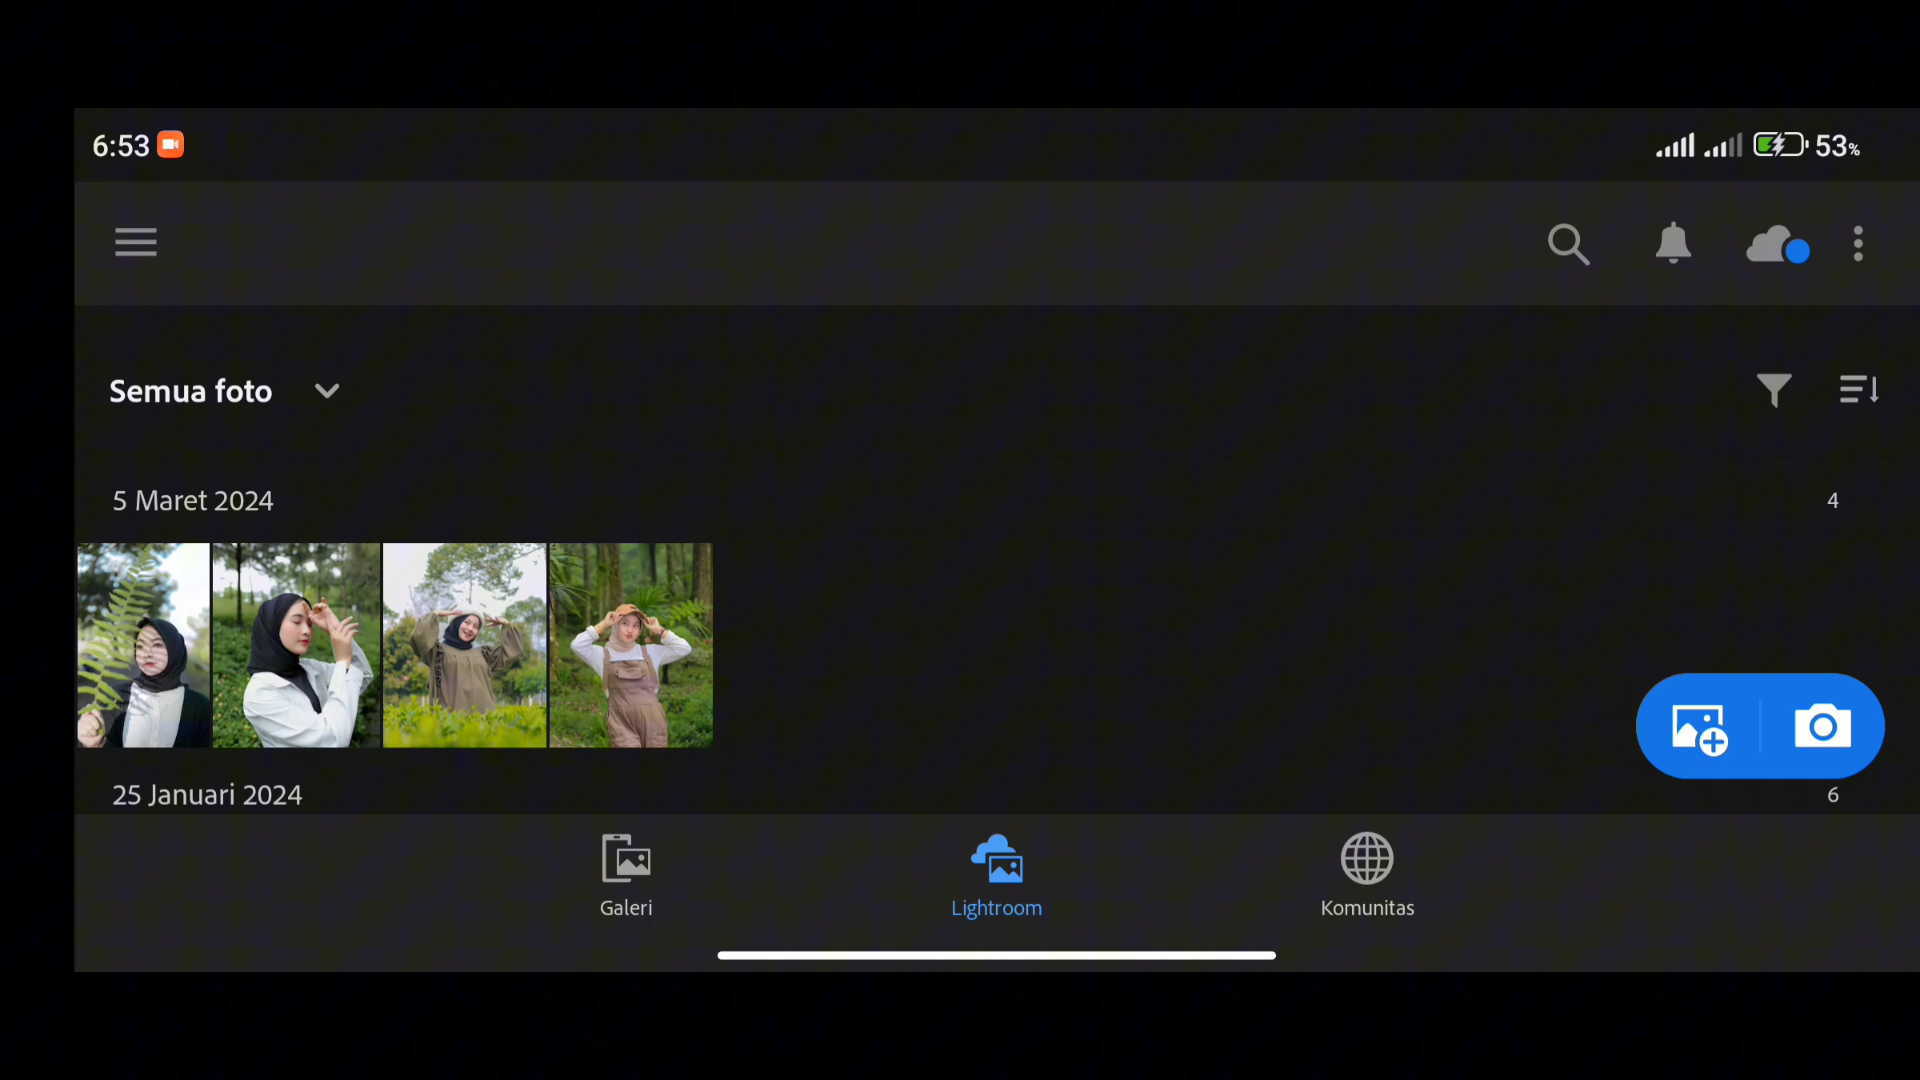 6:53
53%
Semua foto
5 Maret 2024
4
25 Januari 2024
6
Galeri
Lightroom
Komunitas